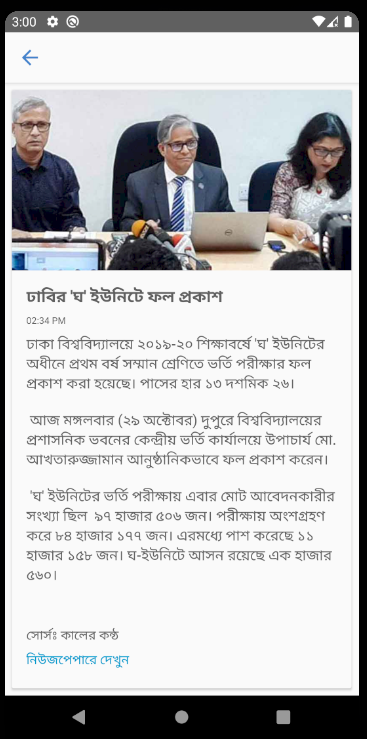 3:00
ঢাবির 'ঘ' ইউনিটে ফল প্রকাশ
02:34 PM
ঢাকা বিশ্ববিদ্যালয়ে ২০১৯-২০ শিক্ষাবর্ষে 'ঘ' ইউনিটের
অধীনে প্রথম বর্ষ সম্মান শ্রেণিতে ভর্তি পরীক্ষার ফল
প্রকাশ করা হয়েছে। পাসের হার ১৩ দশমিক ২৬।
আজ মঙ্গলবার (২৯ অক্টোবর) দুপুরে বিশ্ববিদ্যালয়ের
প্রশাসনিক ভবনের কেন্দ্রীয় ভর্তি কার্যালয়ে উপাচার্য মো.
আখতারুজ্জামান আনুষ্ঠানিকভাবে ফল প্রকাশ করেন।
'ঘ' ইউনিটের ভর্তি পরীক্ষায় এবার মোট আবেদনকারীর
সংখ্যা ছিল ৯৭ হাজার ৫০৬ জন। পরীক্ষায় অংশগ্রহণ
করে ৮৪ হাজার ১৭৭ জন। এরমধ্যে পাশ করেছে ১১
হাজার ১৫৮ জন। ঘ-ইউনিটে আসন রয়েছে এক হাজার
৫৬০।
সোর্সঃ কালের কন্ঠ
নিউজপেপারে দেখুন